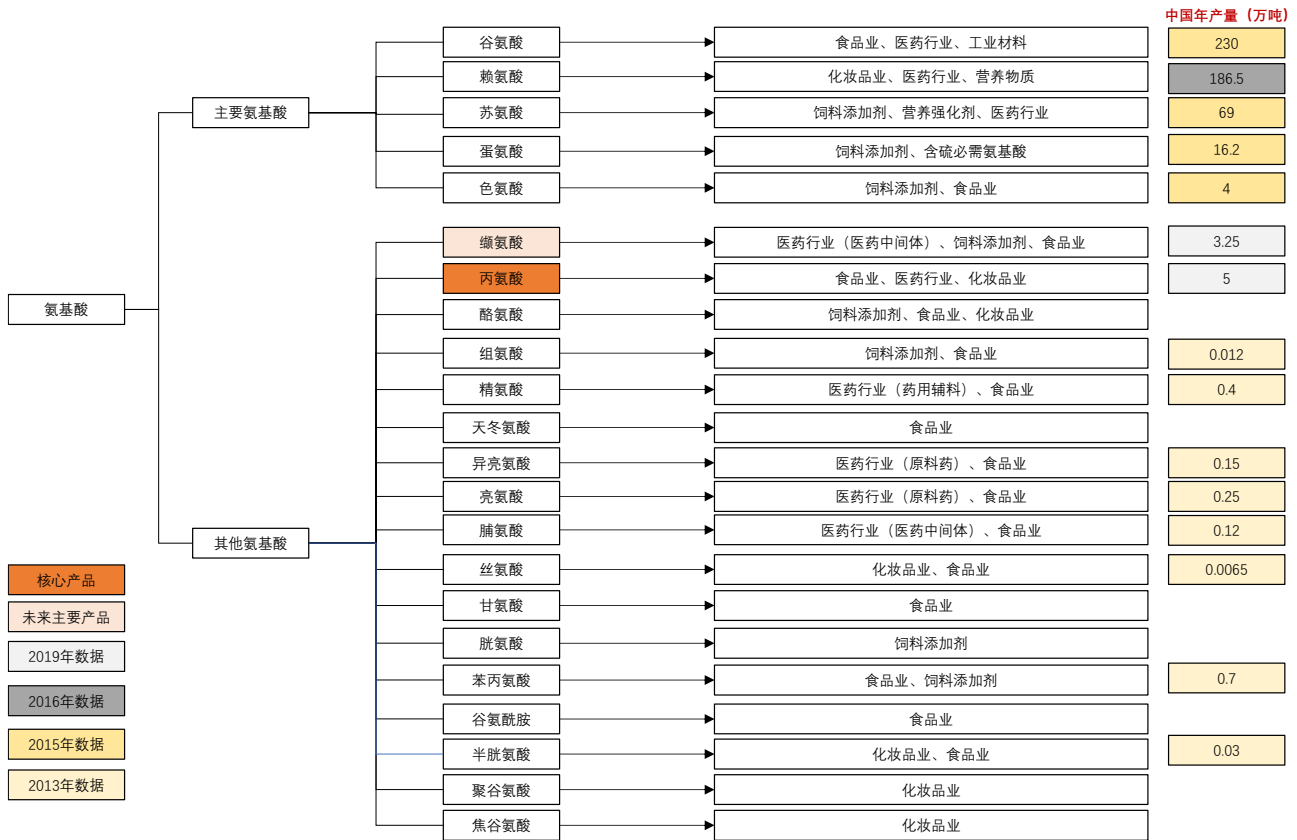 中国年产量（万吨）
谷氨酸
食品业、医药行业、工业材料
230
赖氨酸
化妆品业、医药行业、营养物质
186.5
主要氨基酸
苏氨酸
饲料添加剂、营养强化剂、医药行业
69
蛋氨酸
饲料添加剂、含硫必需氨基酸
16.2
色氨酸
饲料添加剂、食品业
4
缬氨酸
医药行业（医药中间体）、饲料添加剂、食品业
3.25
丙氨酸
食品业、医药行业、化妆品业
5
氨基酸
酪氨酸
饲料添加剂、食品业、化妆品业
组氨酸
饲料添加剂、食品业
0.012
精氨酸
医药行业（药用辅料）、食品业
0.4
天冬氨酸
食品业
异亮氨酸
医药行业（原料药）、食品业
0.15
亮氨酸
医药行业（原料药）、食品业
0.25
脯氨酸
医药行业（医药中间体）、食品业
0.12
其他氨基酸
丝氨酸
化妆品业、食品业
0.0065
甘氨酸
食品业
胱氨酸
饲料添加剂
苯丙氨酸
食品业、饲料添加剂
0.7
谷氨酰胺
食品业
半胱氨酸
化妆品业、食品业
0.03
聚谷氨酸
化妆品业
焦谷氨酸
化妆品业
核心产品
未来主要产品
2019年数据
2016年数据
2015年数据
2013年数据